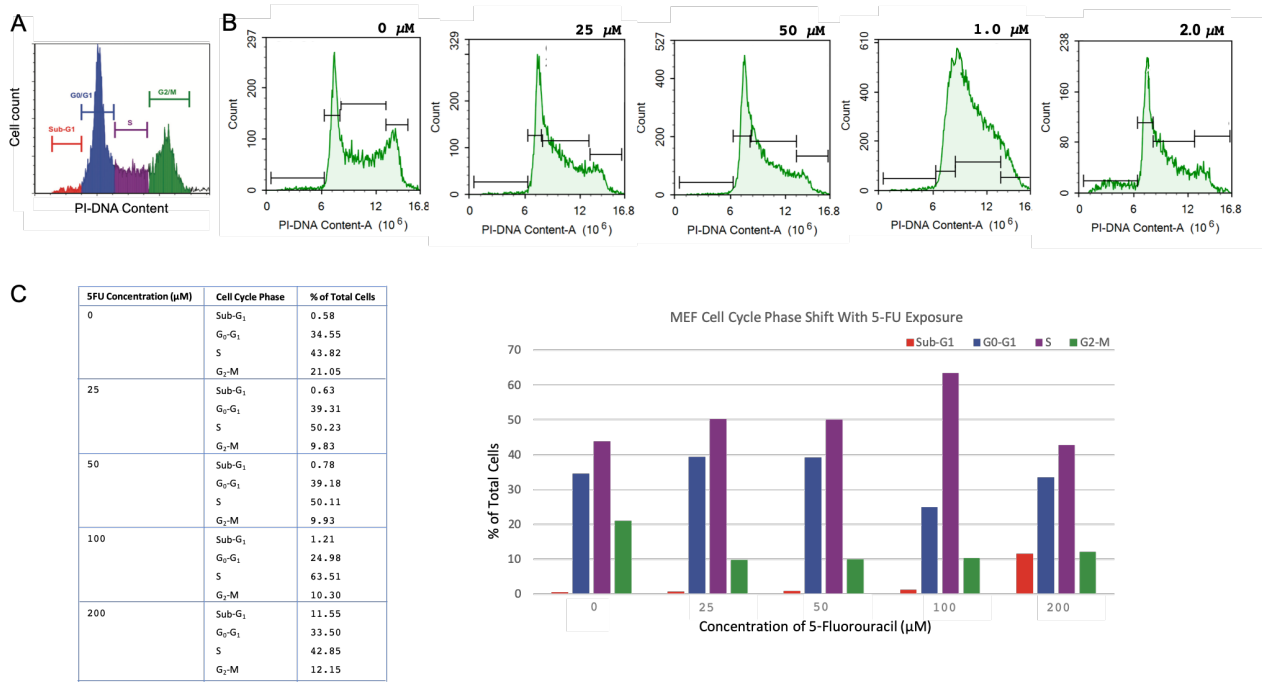 A
Cell count
G0/G1
G2/M
S
Sub-G1
PI-DNA Content
B
0 µM
297
200
100
0
Count
0 6 12 16.8
PI-DNA Content-A (10⁶)
25 µM
329
200
100
0
Count
0 6 12 16.8
PI-DNA Content-A (10⁶)
50 µM
527
400
200
0
Count
0 6 12 16.8
PI-DNA Content-A (10⁶)
1.0 µM
610
400
200
0
Count
0 6 12 16
PI-DNA Content-A (10⁶)
2.0 µM
238
160
80
0
Count
0 6 12 16.8
PI-DNA Content-A (10⁶)
C
5FU Concentration (µM) Cell Cycle Phase % of Total Cells
0 Sub-G₁ 0.58
G₀-G₁ 34.55
S 43.82
G₂-M 21.05
25 Sub-G₁ 0.63
G₀-G₁ 39.31
S 50.23
G₂-M 9.83
50 Sub-G₁ 0.78
G₀-G₁ 39.18
S 50.11
G₂-M 9.93
100 Sub-G₁ 1.21
G₀-G₁ 24.98
S 63.51
G₂-M 10.30
200 Sub-G₁ 11.55
G₀-G₁ 33.50
S 42.85
G₂-M 12.15
MEF Cell Cycle Phase Shift With 5-FU Exposure
Sub-G1 G0-G1 S G2-M
% of Total Cells
70
60
50
40
30
20
10
0
0 25 50 100 200
Concentration of 5-Fluorouracil (µM)